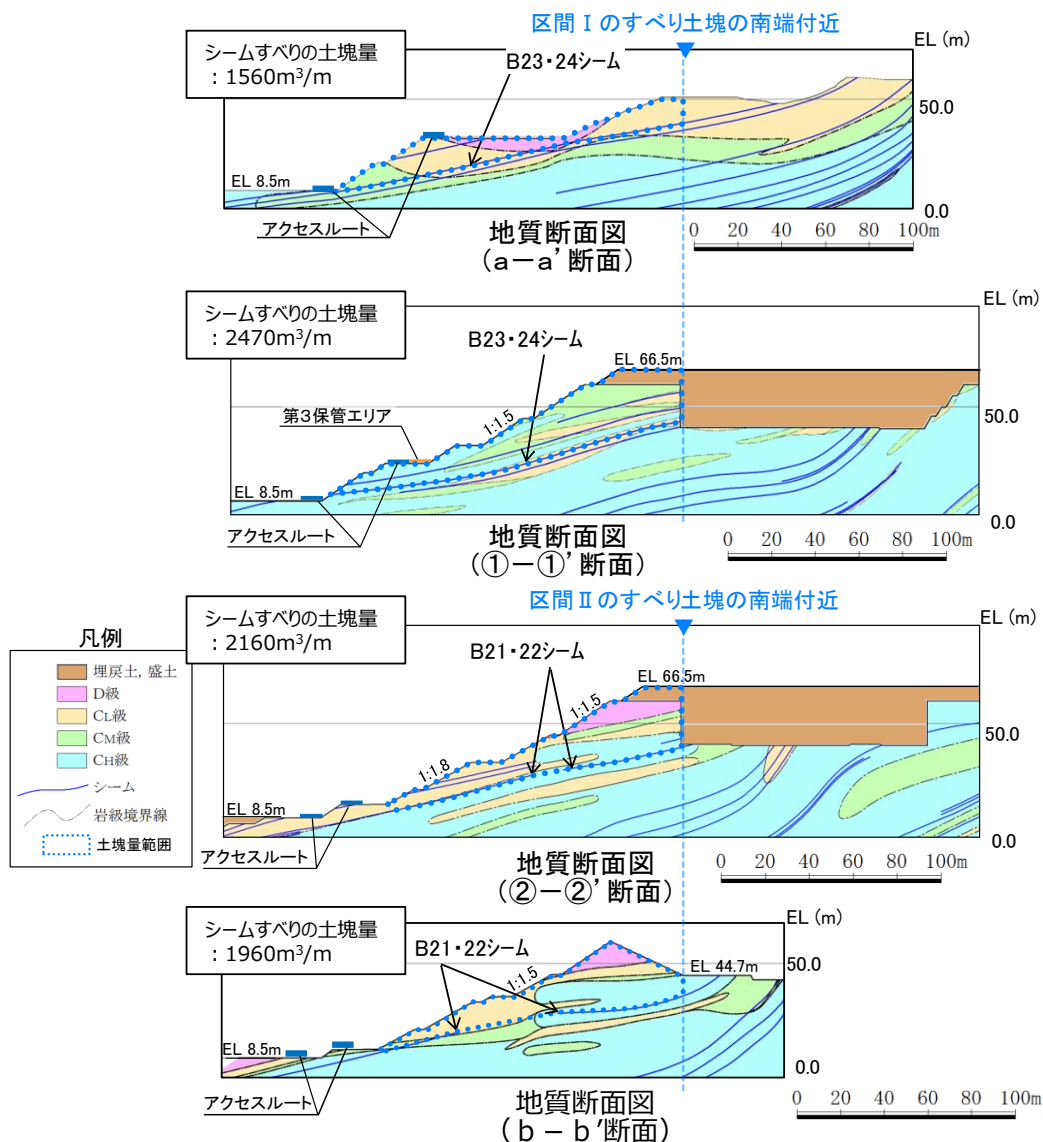 区間Ⅰのすべり土塊の南端付近
シームすべりの土塊量
：1560m³/m
B23・24シーム
EL (m)
50.0
EL 8.5m
0.0
アクセスルート
地質断面図
(a－a'断面)
0 20 40 60 80 100m
シームすべりの土塊量
：2470m³/m
B23・24シーム
EL (m)
EL 66.5m
50.0
1:1.5
第3保管エリア
EL 8.5m
0.0
アクセスルート
地質断面図
(①－①'断面)
0 20 40 60 80 100m
区間Ⅱのすべり土塊の南端付近
シームすべりの土塊量
：2160m³/m
B21・22シーム
EL (m)
EL 66.5m
1:1.5
50.0
1:1.8
EL 8.5m
0.0
アクセスルート
地質断面図
(②－②'断面)
0 20 40 60 80 100m
凡例
埋戻土，盛土
D級
CL級
CM級
CH級
シーム
岩級境界線
土塊量範囲
シームすべりの土塊量
：1960m³/m
B21・22シーム
EL (m)
50.0
EL 44.7m
1:1.5
EL 8.5m
0.0
アクセスルート
地質断面図
(ｂ－ｂ'断面)
0 20 40 60 80 100m